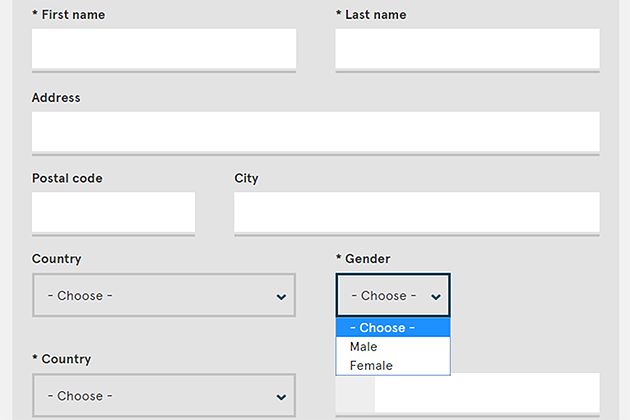 * First name
* Last name
Address
Postal code
City
Country
* Gender
- Choose -
- Choose -
- Choose -
Male
Female
* Country
- Choose -